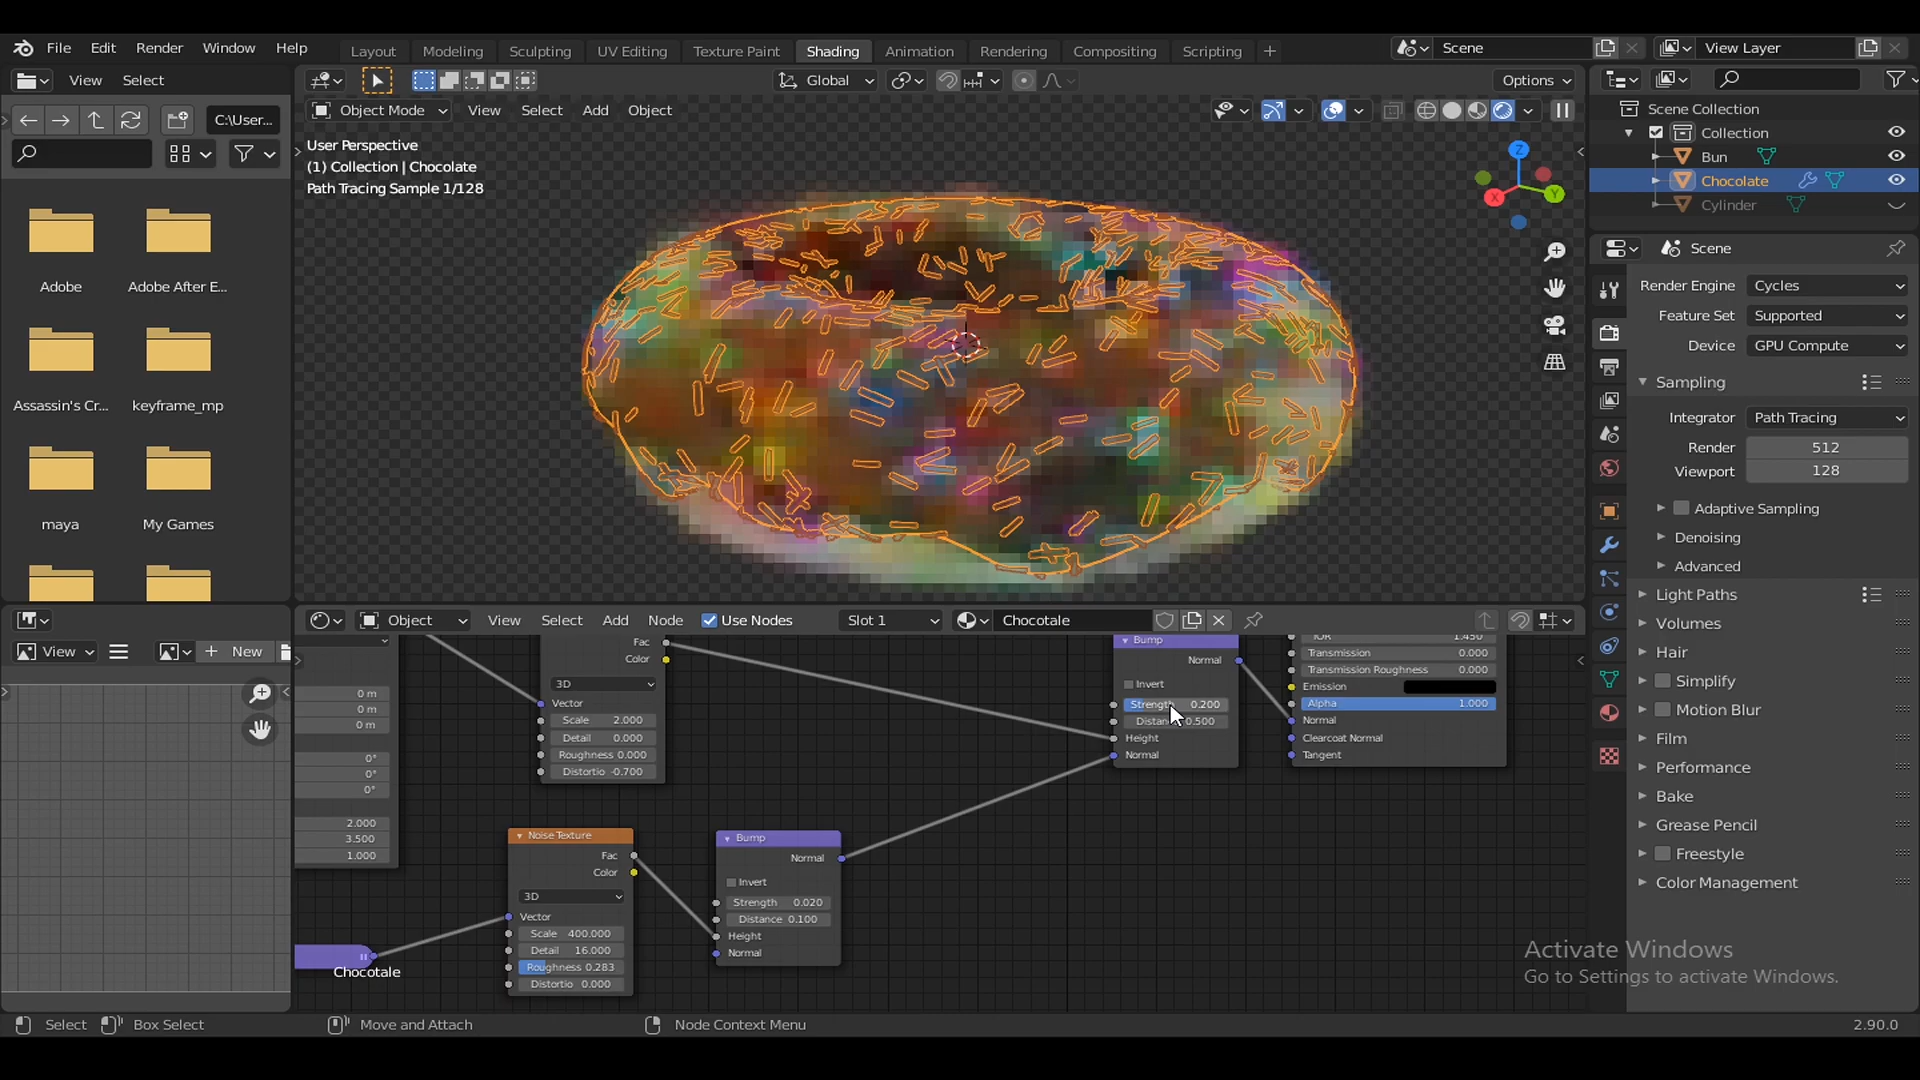 File Edit Render Window Help
Layout Modeling Sculpting UV Editing Texture Paint Shading Animation Rendering Compositing Scripting +
Scene
View Layer
View Select
Global
Options
C:\User...
Object Mode View Select Add Object
User Perspective
(1) Collection | Chocolate
Path Tracing Sample 1/128
Z
X
Y
Adobe
Adobe After E...
Assassin's Cr...
keyframe_mp
maya
My Games
Scene Collection
Collection
Bun
Chocolate
Cylinder
Scene
Render Engine Cycles
Feature Set Supported
Device GPU Compute
Sampling
Integrator Path Tracing
Render 512
Viewport 128
Adaptive Sampling
Denoising
Advanced
Light Paths
Volumes
Hair
Simplify
Motion Blur
Film
Performance
Bake
Grease Pencil
Freestyle
Color Management
View
New
Object View Select Add Node Use Nodes
Slot 1
Chocotale
0 m
0 m
0 m
0°
0°
0°
2.000
3.500
1.000
Fac
Color
3D
Vector
Scale 2.000
Detail 0.000
Roughness 0.000
Distortio -0.700
Bump
Normal
Invert
Strength 0.200
Height
Normal
IOR 1.450
Transmission 0.000
Transmission Roughness 0.000
Emission
Alpha 1.000
Normal
Clearcoat Normal
Tangent
Noise Texture
Fac
Color
3D
Vector
Scale 400.000
Detail 16.000
Roughness 0.283
Distortio 0.000
Bump
Normal
Invert
Strength 0.020
Distance 0.100
Height
Normal
Chocotale
Activate Windows
Go to Settings to activate Windows.
Select Box Select Move and Attach Node Context Menu 2.90.0